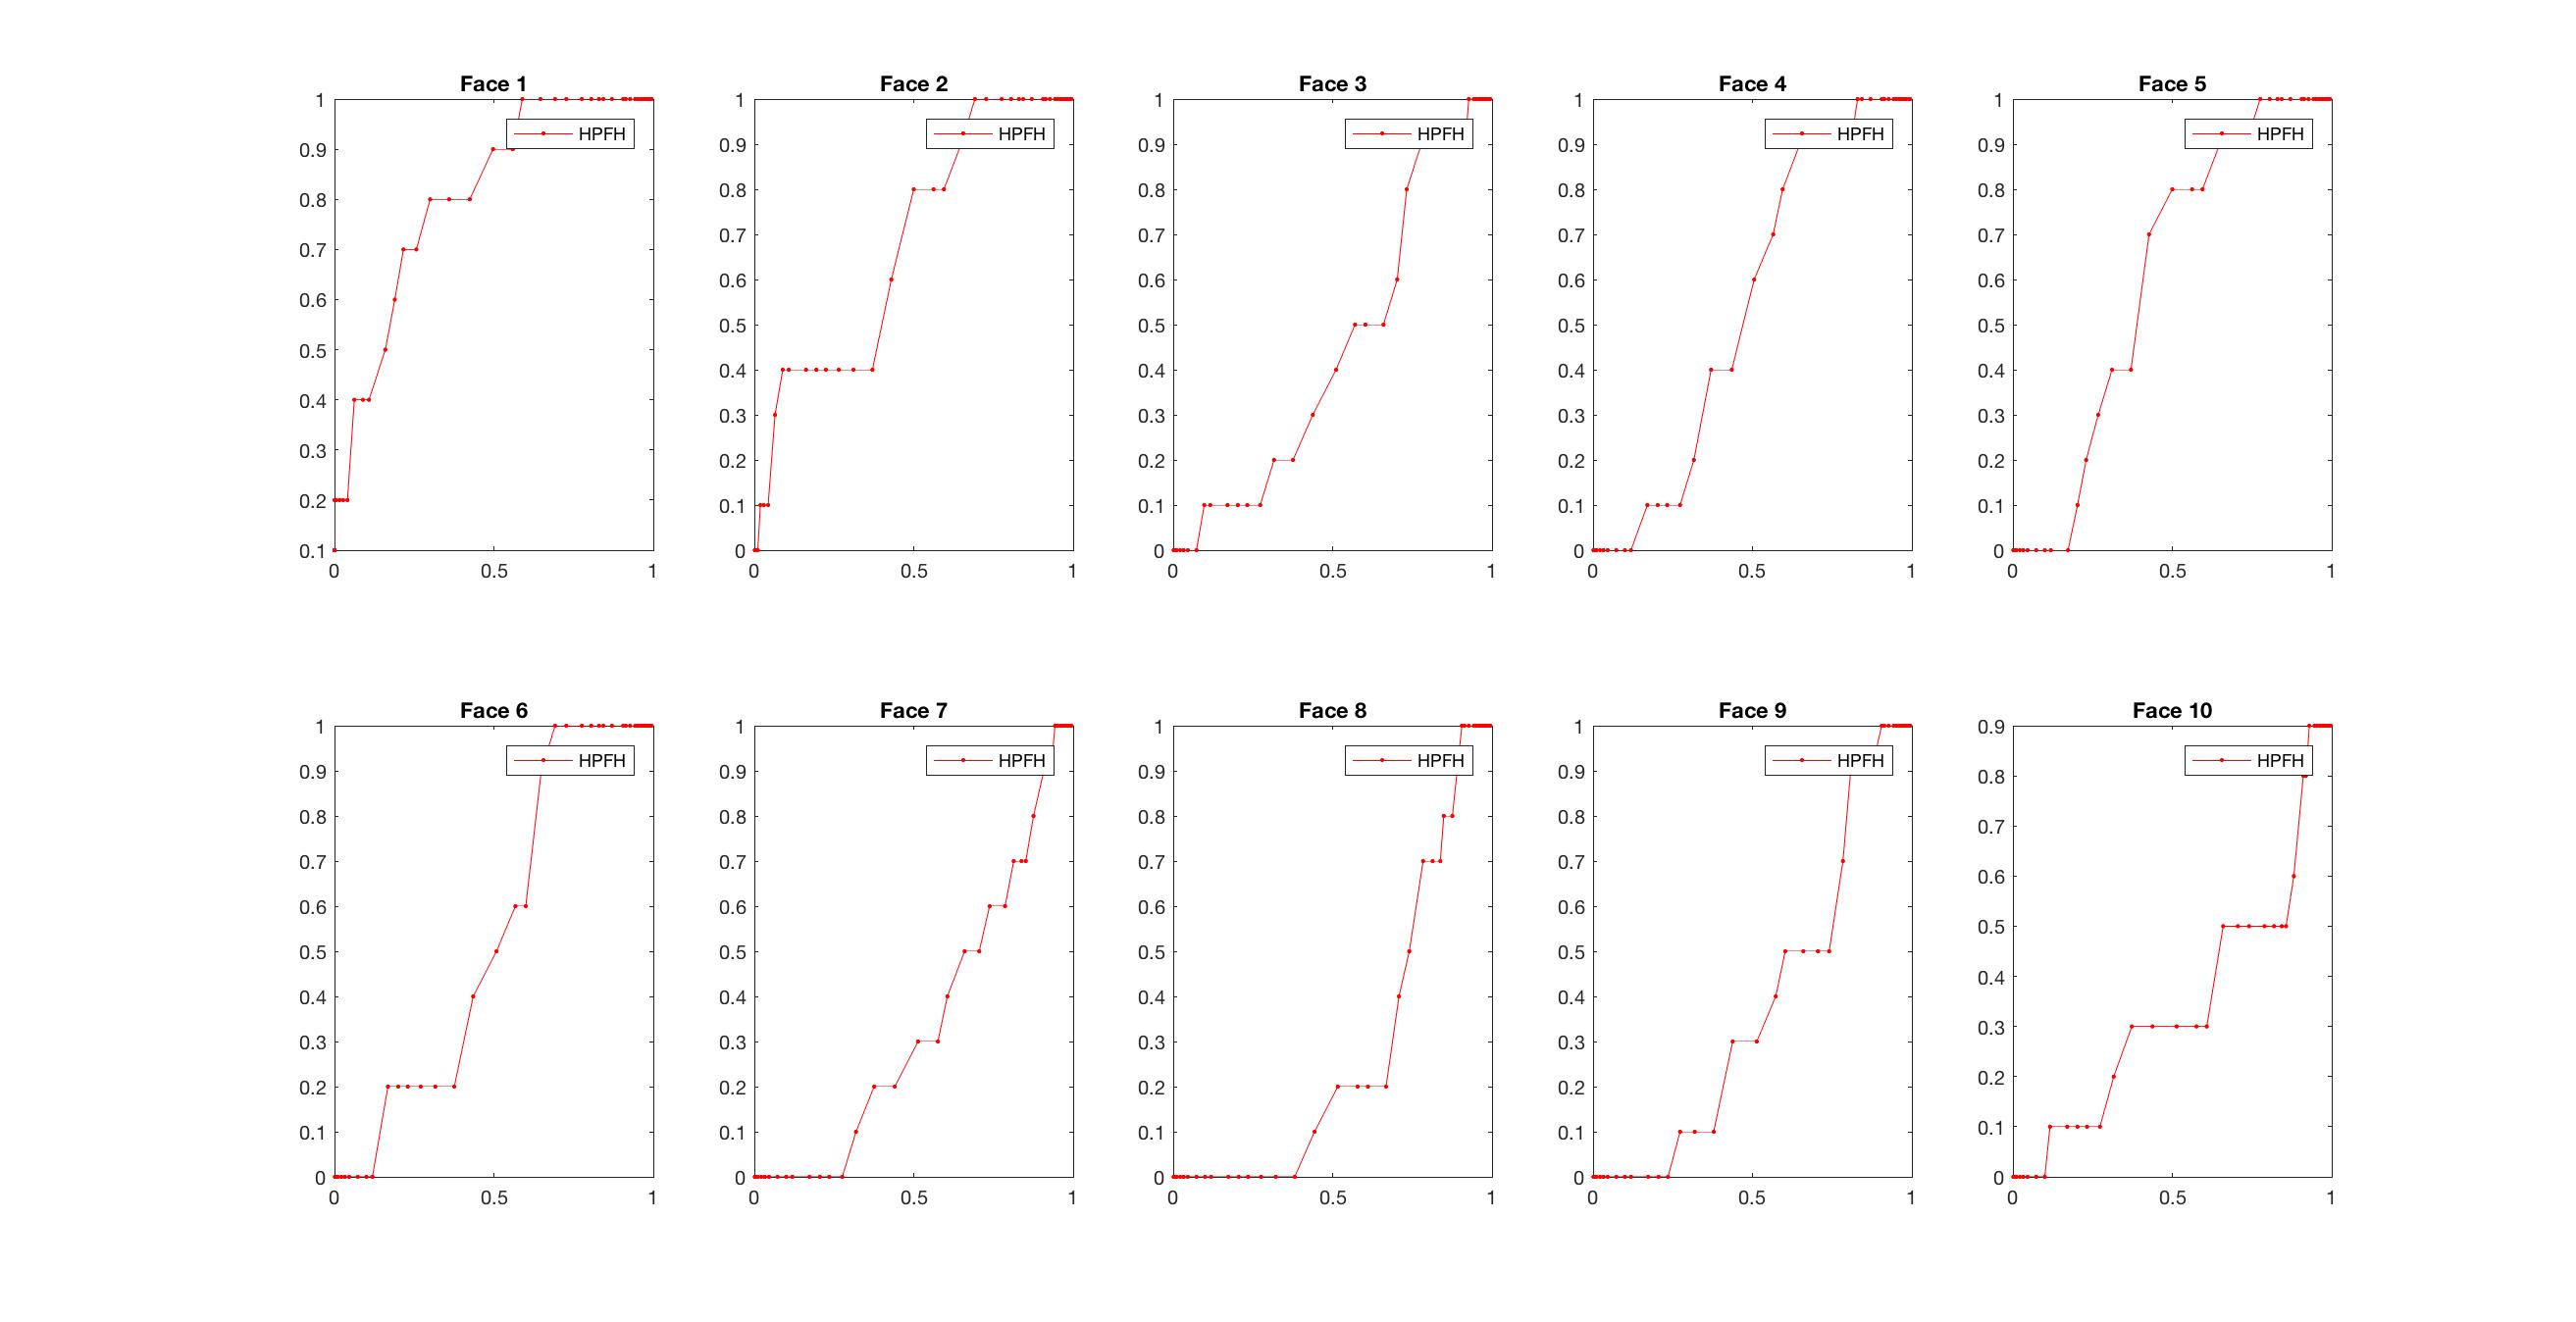 Face 1 Face 2 Face 3 Face 4 Face 5
1 1 1 1 1
HPFH HPFH HPFH HPFH HPFH
0.9 0.9 0.9 0.9 0.9
0.8 0.8 0.8 0.8 0.8
0.7 0.7 0.7 0.7 0.7
0.6 0.6 0.6 0.6 0.6
0.5 0.5 0.5 0.5 0.5
0.4 0.4 0.4 0.4 0.4
0.3 0.3 0.3 0.3 0.3
0.2 0.2 0.2 0.2 0.2
0.1 0.1 0.1 0.1
0.1 0 0 0 0
0 0.5 1 0 0.5 1 0 0.5 1 0 0.5 1 0 0.5 1
Face 6 Face 7 Face 8 Face 9 Face 10
1 1 1 1 0.9
HPFH HPFH HPFH HPFH HPFH
0.9 0.9 0.9 0.9 0.8
0.8 0.8 0.8 0.8 0.7
0.7 0.7 0.7 0.7 0.6
0.6 0.6 0.6 0.6 0.5
0.5 0.5 0.5 0.5 0.4
0.4 0.4 0.4 0.4 0.3
0.3 0.3 0.3 0.3 0.2
0.2 0.2 0.2 0.2 0.1
0.1 0.1 0.1 0.1
0 0 0 0 0
0 0.5 1 0 0.5 1 0 0.5 1 0 0.5 1 0 0.5 1